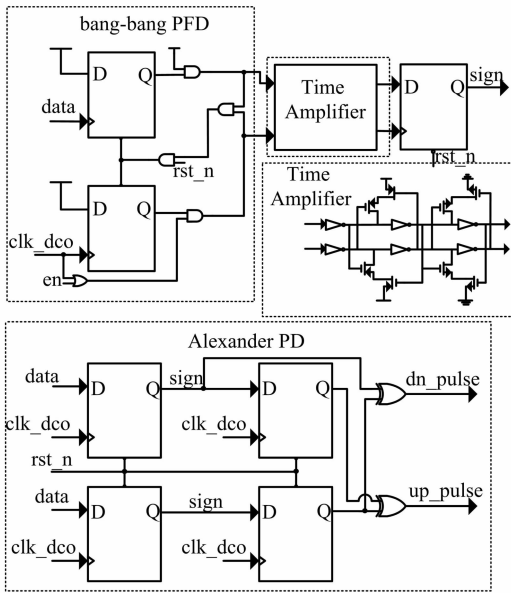 bang-bang PFD
D Q
data
rst_n
D Q
clk_dco
en
Time
Amplifier
D Q
sign
rst_n
Time
Amplifier
Alexander PD
data
D Q
sign
D Q
dn_pulse
clk_dco
clk_dco
rst_n
data
D Q
sign
D Q
up_pulse
clk_dco
clk_dco